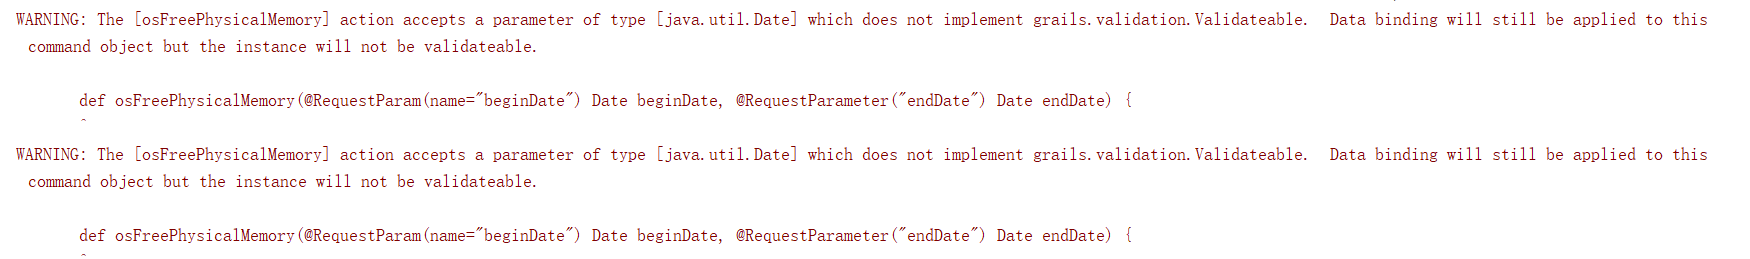 WARNING: The [osFreePhysicalMemory] action accepts a parameter of type [java.util.Date] which does not implement grails.validation.Validateable.  Data binding will still be applied to this
command object but the instance will not be validateable.
def osFreePhysicalMemory(@RequestParam(name="beginDate") Date beginDate, @RequestParameter("endDate") Date endDate) {
^
WARNING: The [osFreePhysicalMemory] action accepts a parameter of type [java.util.Date] which does not implement grails.validation.Validateable.  Data binding will still be applied to this
command object but the instance will not be validateable.
def osFreePhysicalMemory(@RequestParam(name="beginDate") Date beginDate, @RequestParameter("endDate") Date endDate) {
^